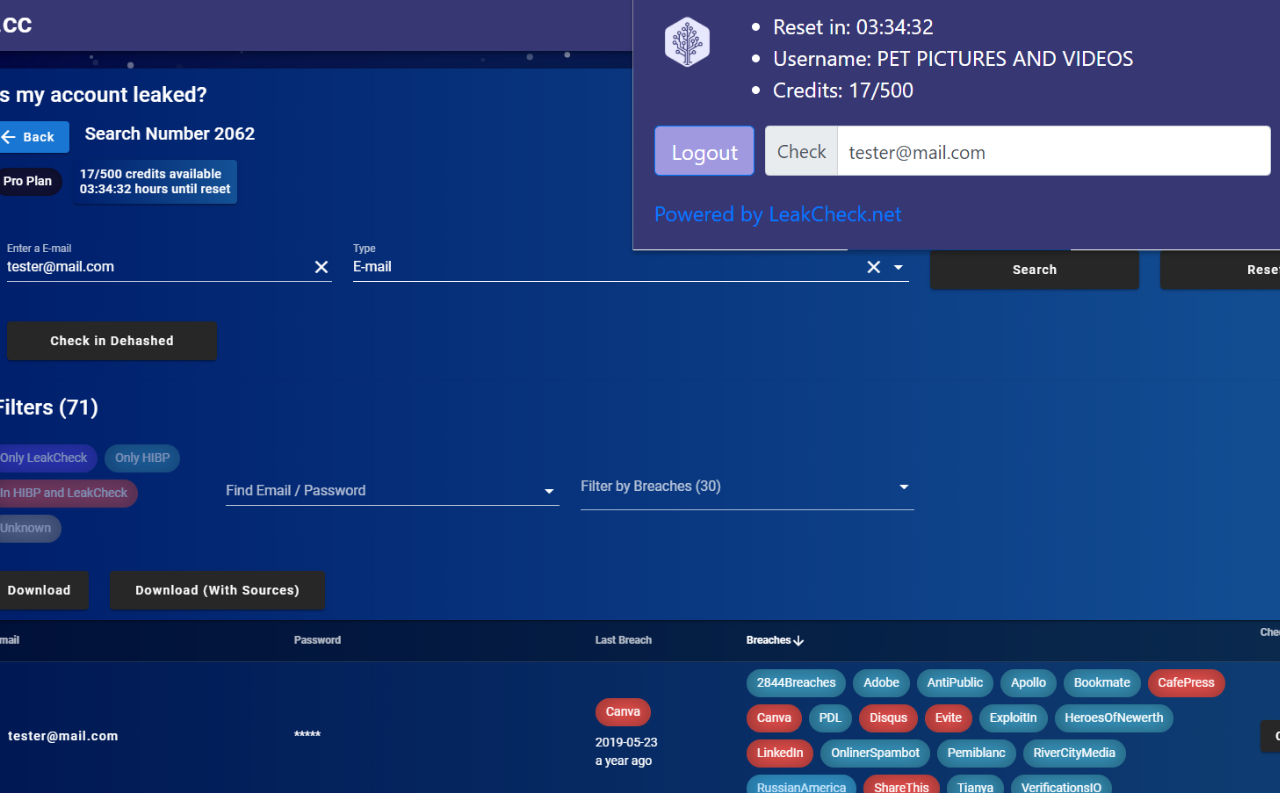 .cc
Reset in: 03:34:32
Username: PET PICTURES AND VIDEOS
Credits: 17/500
Logout
Check
tester@mail.com
Powered by LeakCheck.net
s my account leaked?
Back
Search Number 2062
Pro Plan
17/500 credits available
03:34:32 hours until reset
Enter a E-mail
tester@mail.com
Type
E-mail
Search
Reset
Check in Dehashed
Filters (71)
Only LeakCheck
Only HIBP
In HIBP and LeakCheck
Unknown
Find Email / Password
Filter by Breaches (30)
Download
Download (With Sources)
mail
Password
Last Breach
Breaches
Chec
tester@mail.com
*****
Canva
2019-05-23
a year ago
2844Breaches Adobe AntiPublic Apollo Bookmate CafePress
Canva PDL Disqus Evite ExploitIn HeroesOfNewerth
LinkedIn OnlinerSpambot Pemiblanc RiverCityMedia
RussianAmerica ShareThis Tianya VerificationsIO